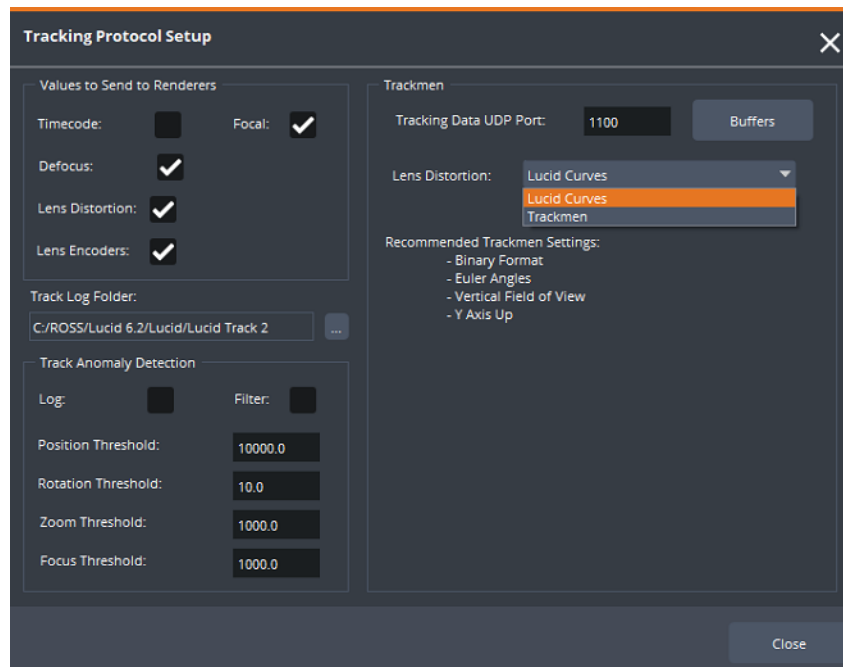 Tracking Protocol Setup
Values to Send to Renderers
Timecode:
Focal:
Defocus:
Lens Distortion:
Lens Encoders:
Track Log Folder:
C:/ROSS/Lucid 6.2/Lucid/Lucid Track 2
...
Track Anomaly Detection
Log:
Filter:
Position Threshold:
10000.0
Rotation Threshold:
10.0
Zoom Threshold:
1000.0
Focus Threshold:
1000.0
Trackmen
Tracking Data UDP Port:
1100
Buffers
Lens Distortion:
Lucid Curves
Lucid Curves
Trackmen
Recommended Trackmen Settings:
- Binary Format
- Euler Angles
- Vertical Field of View
- Y Axis Up
Close